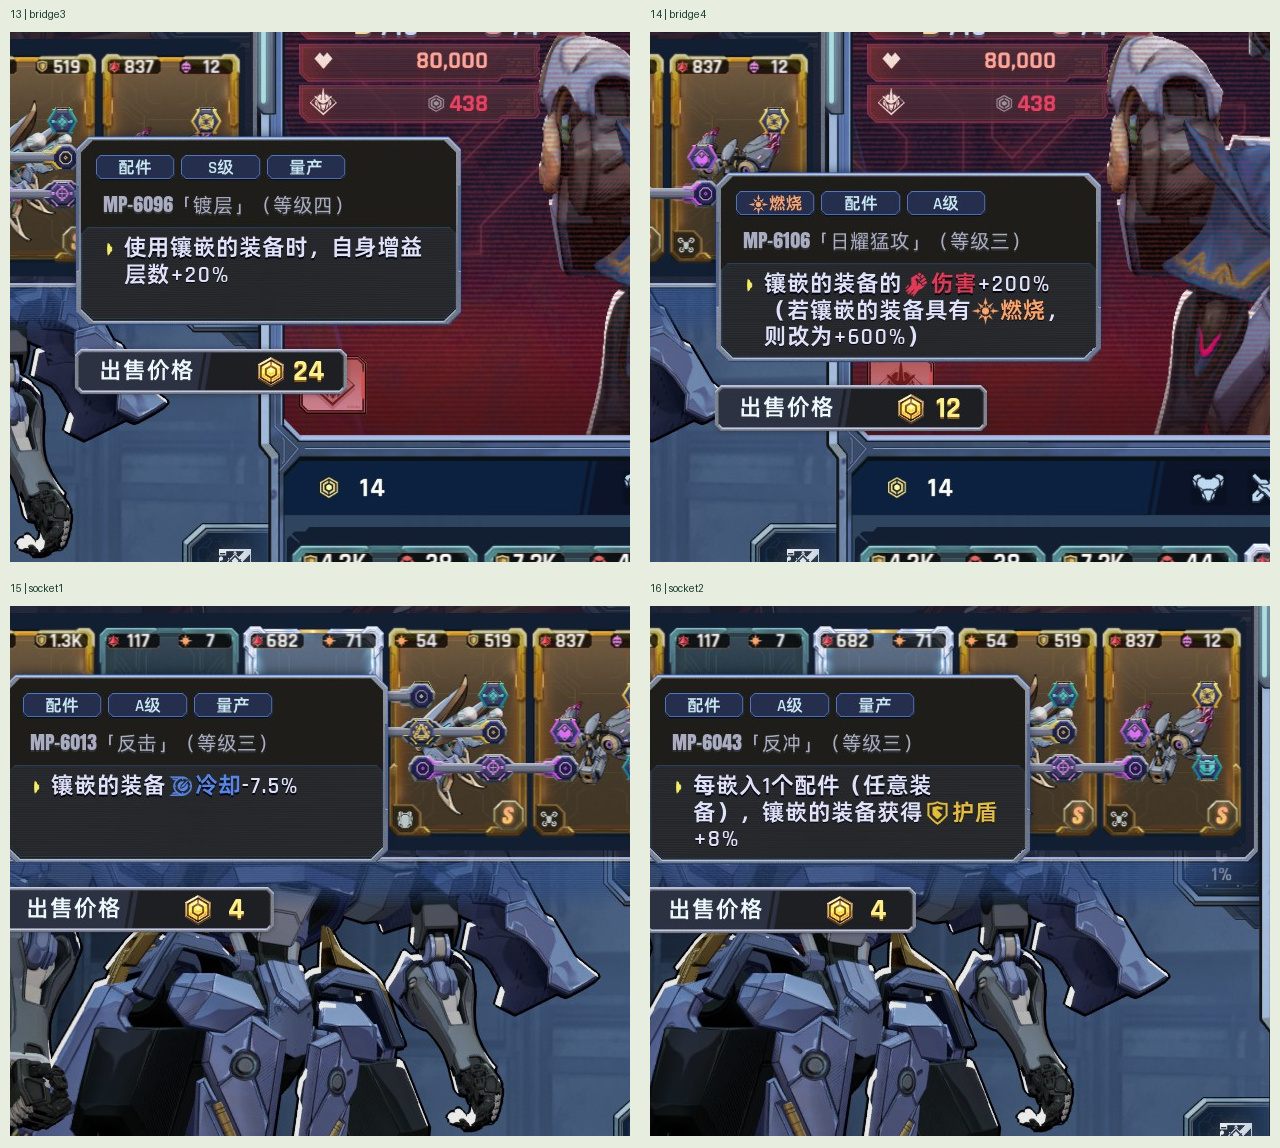 13 | bridge3
519
837
12
80,000
438
配件
S级
量产
MP-6096「镀层」（等级四）
使用镶嵌的装备时，自身增益
层数+20%
出售价格
24
14
14 | bridge4
837
12
80,000
438
燃烧
配件
A级
MP-6106「日耀猛攻」（等级三）
镶嵌的装备的伤害+200%
（若镶嵌的装备具有燃烧，
则改为+600%）
出售价格
12
14
15 | socket1
1.3K
117
7
682
71
54
519
837
配件
A级
量产
MP-6013「反击」（等级三）
镶嵌的装备冷却-7.5%
S
S
出售价格
4
16 | socket2
117
7
682
71
54
519
837
12
配件
A级
量产
MP-6043「反冲」（等级三）
每嵌入1个配件（任意装
备），镶嵌的装备获得护盾
+8%
S
S
1%
出售价格
4